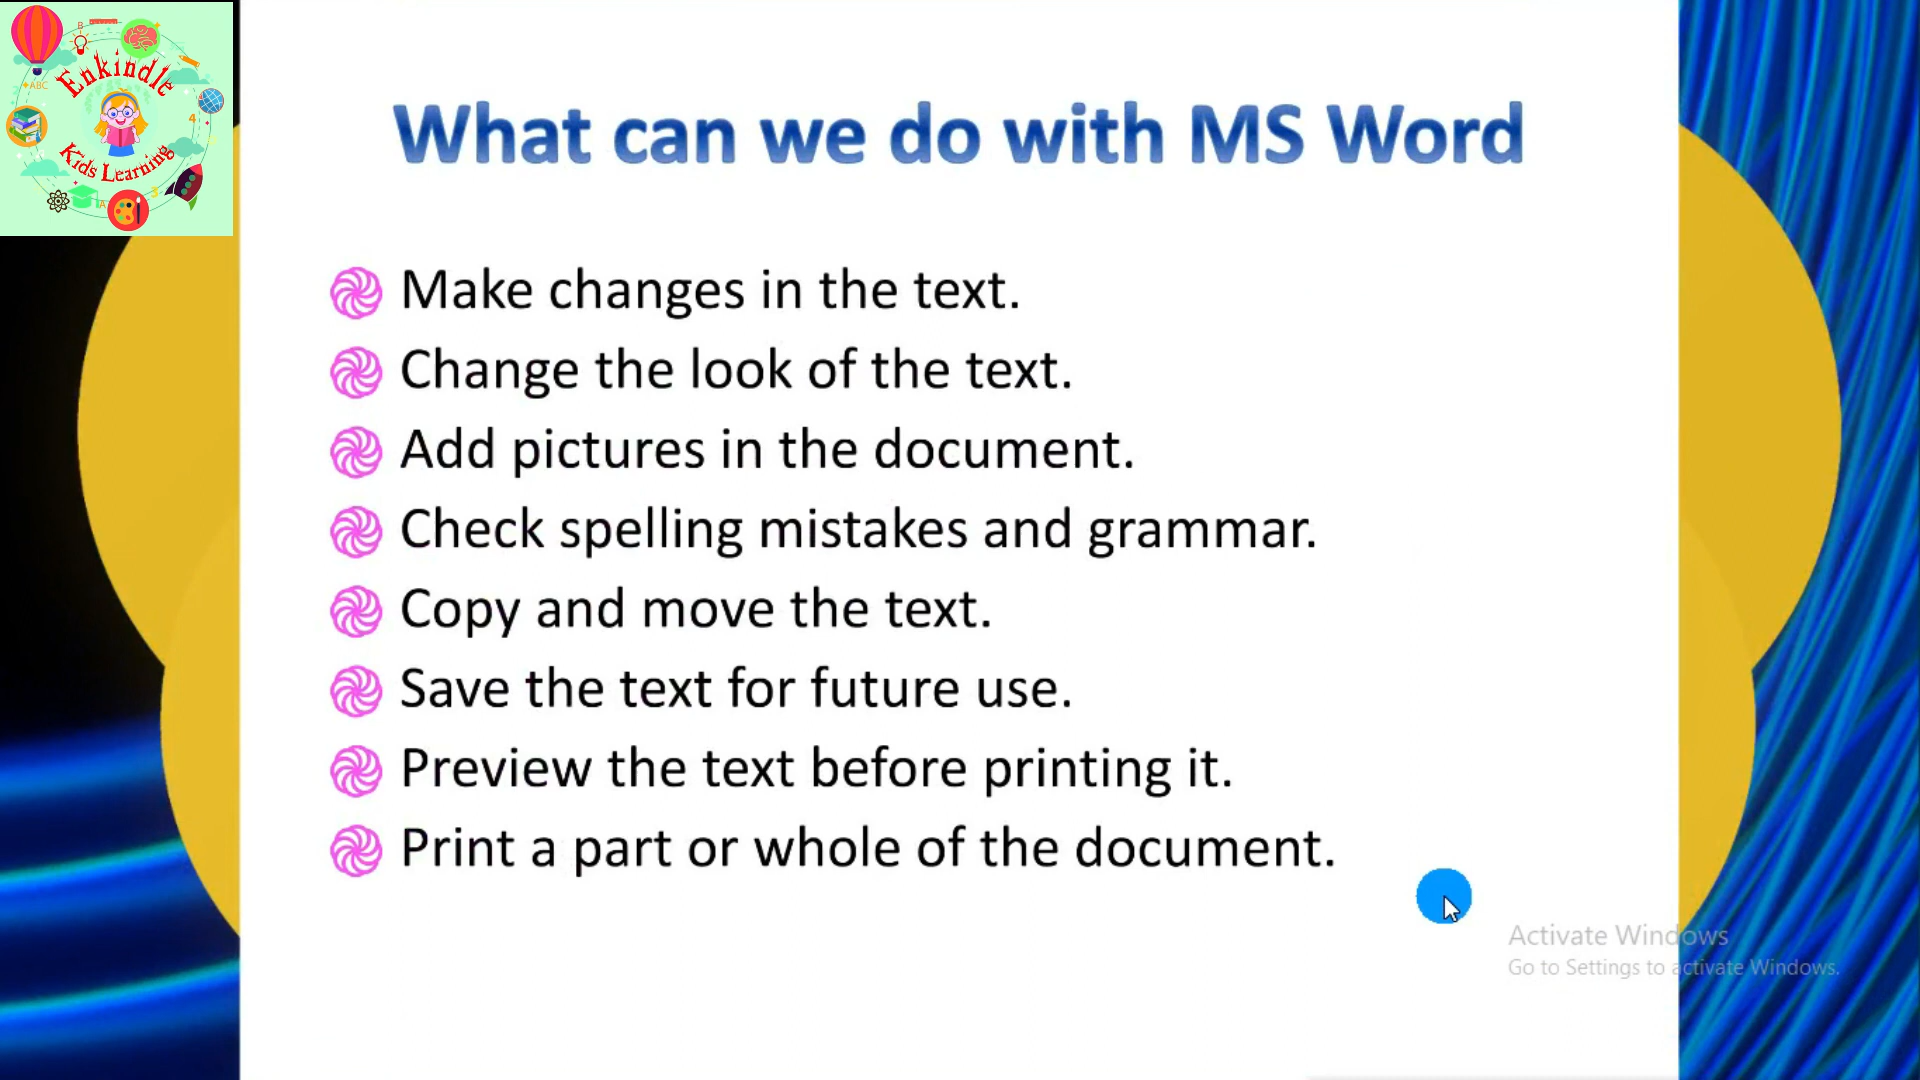 Enkindle
Kids Learning
B
ABC
4
3
A
What can we do with MS Word
Make changes in the text.
Change the look of the text.
Add pictures in the document.
Check spelling mistakes and grammar.
Copy and move the text.
Save the text for future use.
Preview the text before printing it.
Print a part or whole of the document.
Activate Windows
Go to Settings to activate Windows.